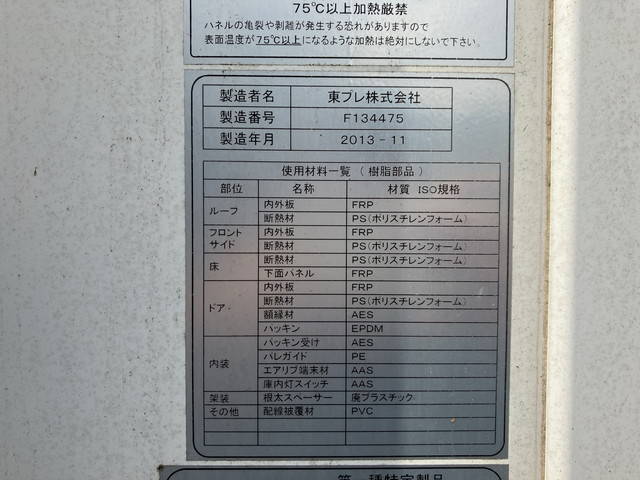 75℃以上加熱厳禁
パネルの亀裂や剥離が発生する恐れがありますので
表面温度が75℃以上になるような加熱は絶対にしないで下さい。
製造者名 東プレ株式会社
製造番号 F134475
製造年月 2013-11
使用材料一覧(樹脂部品)
部位 名称 材質 ISO規格
ルーフ 内外板 FRP
断熱材 PS(ポリスチレンフォーム)
フロント サイド 内外板 FRP
断熱材 PS(ポリスチレンフォーム)
床 断熱材 PS(ポリスチレンフォーム)
下面パネル FRP
ドア 内外板 FRP
断熱材 PS(ポリスチレンフォーム)
額縁材 AES
パッキン EPDM
内装 パッキン受け AES
パレガイド PE
エアリブ端末材 AAS
庫内灯スイッチ AAS
架装 根太スペーサー 廃プラスチック
その他 配線被覆材 PVC
第一種特定製品